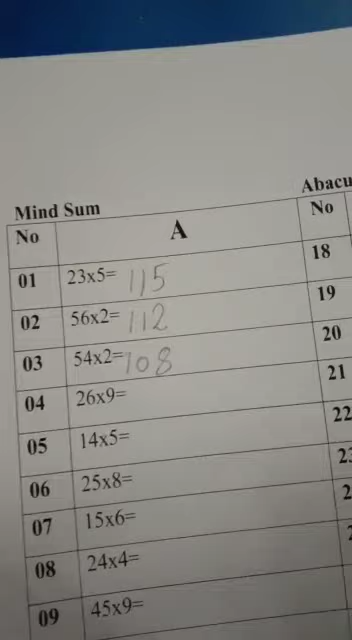 Mind Sum
Abacu
No A No
01 23x5= 115 18
02 56x2= 112 19
03 54x2= 108 20
04 26x9= 21
05 14x5= 22
06 25x8=
07 15x6=
08 24x4=
09 45x9=